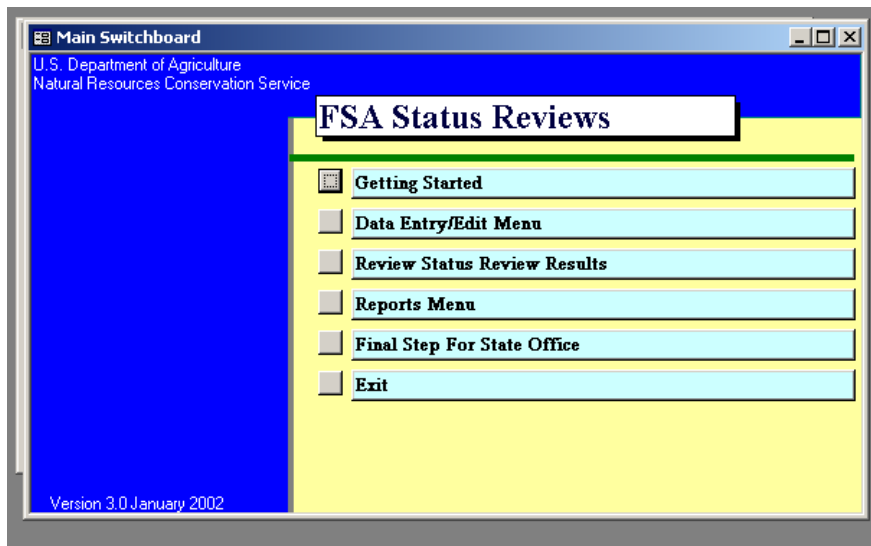 Main Switchboard
U.S. Department of Agriculture
Natural Resources Conservation Service
FSA Status Reviews
Getting Started
Data Entry/Edit Menu
Review Status Review Results
Reports Menu
Final Step For State Office
Exit
Version 3.0 January 2002